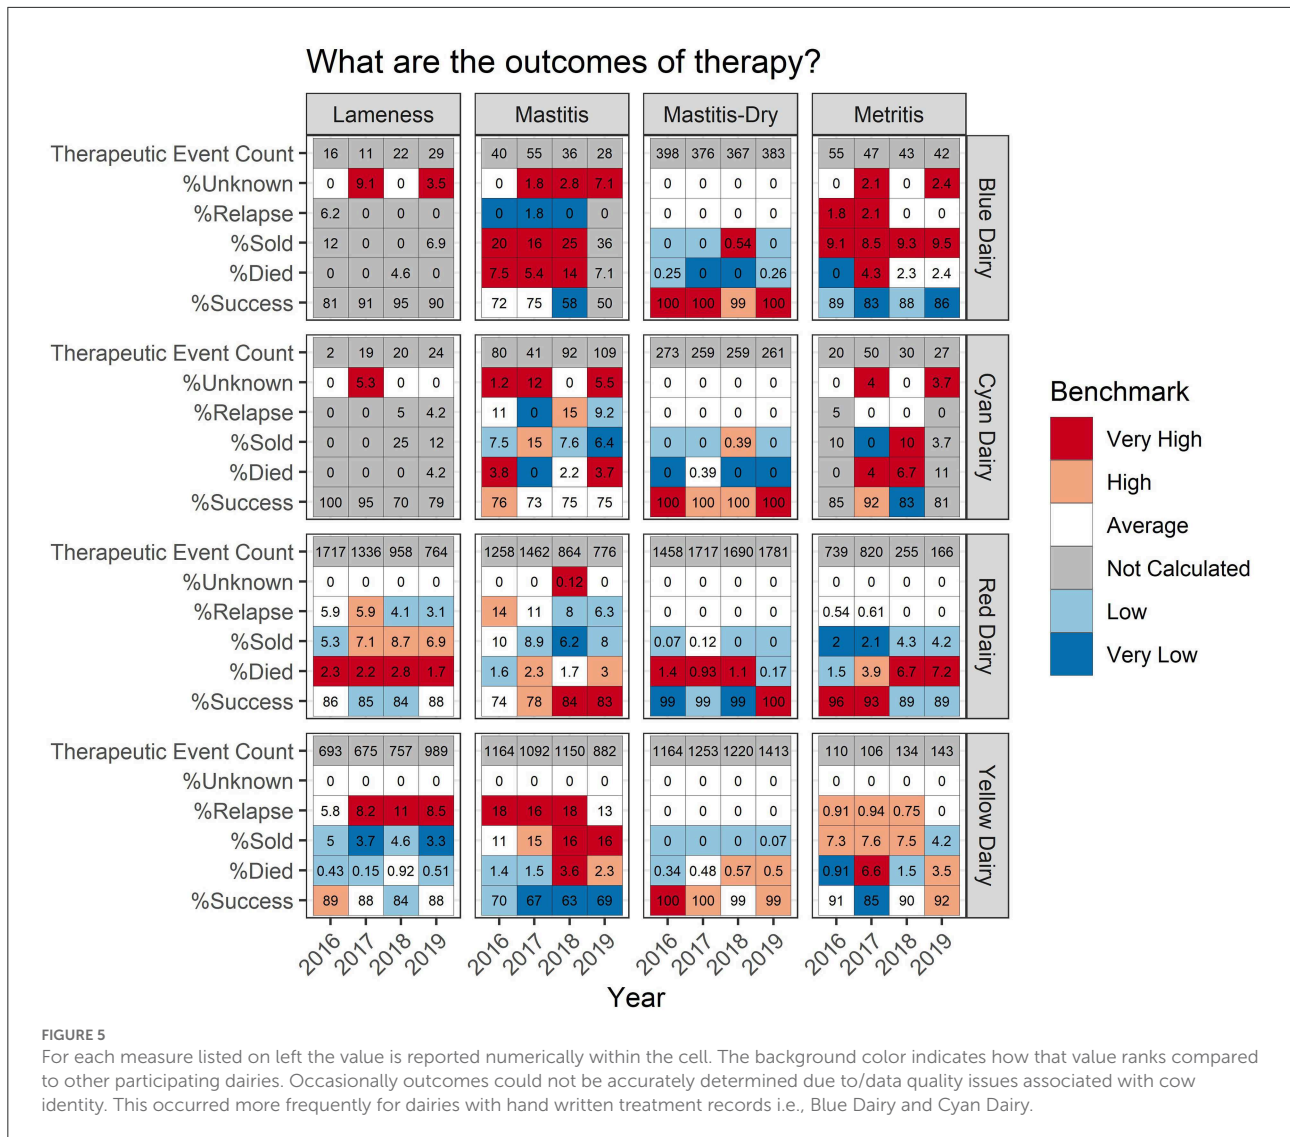 What are the outcomes of therapy?
Lameness Mastitis Mastitis-Dry Metritis
Therapeutic Event Count 16 11 22 29 40 55 36 28 398 376 367 383 55 47 43 42
%Unknown 0 9.1 0 3.5 0 1.8 2.8 7.1 0 0 0 0 0 2.1 0 2.4
%Relapse 6.2 0 0 0 0 1.8 0 0 0 0 0 0 1.8 2.1 0 0
%Sold 12 0 0 6.9 20 16 25 36 0 0 0.54 0 9.1 8.5 9.3 9.5
%Died 0 0 4.6 0 7.5 5.4 14 7.1 0.25 0 0 0.26 0 4.3 2.3 2.4
%Success 81 91 95 90 72 75 58 50 100 100 99 100 89 83 88 86
Blue Dairy
Therapeutic Event Count 2 19 20 24 80 41 92 109 273 259 259 261 20 50 30 27
%Unknown 0 5.3 0 0 1.2 12 0 5.5 0 0 0 0 0 4 0 3.7
%Relapse 0 0 5 4.2 11 0 15 9.2 0 0 0 0 5 0 0 0
%Sold 0 0 25 12 7.5 15 7.6 6.4 0 0 0.39 0 10 0 10 3.7
%Died 0 0 0 4.2 3.8 0 2.2 3.7 0 0.39 0 0 0 4 6.7 11
%Success 100 95 70 79 76 73 75 75 100 100 100 100 85 92 83 81
Cyan Dairy
Therapeutic Event Count 1717 1336 958 764 1258 1462 864 776 1458 1717 1690 1781 739 820 255 166
%Unknown 0 0 0 0 0 0 0.12 0 0 0 0 0 0 0 0 0
%Relapse 5.9 5.9 4.1 3.1 14 11 8 6.3 0 0 0 0 0.54 0.61 0 0
%Sold 5.3 7.1 8.7 6.9 10 8.9 6.2 8 0.07 0.12 0 0 2 2.1 4.3 4.2
%Died 2.3 2.2 2.8 1.7 1.6 2.3 1.7 3 1.4 0.93 1.1 0.17 1.5 3.9 6.7 7.2
%Success 86 85 84 88 74 78 84 83 99 99 99 100 96 93 89 89
Red Dairy
Therapeutic Event Count 693 675 757 989 1164 1092 1150 882 1164 1253 1220 1413 110 106 134 143
%Unknown 0 0 0 0 0 0 0 0 0 0 0 0 0 0 0 0
%Relapse 5.8 8.2 11 8.5 18 16 18 13 0 0 0 0 0.91 0.94 0.75 0
%Sold 5 3.7 4.6 3.3 11 15 16 16 0 0 0 0.07 7.3 7.6 7.5 4.2
%Died 0.43 0.15 0.92 0.51 1.4 1.5 3.6 2.3 0.34 0.48 0.57 0.5 0.91 6.6 1.5 3.5
%Success 89 88 84 88 70 67 63 69 100 100 99 99 91 85 90 92
Yellow Dairy
2016 2017 2018 2019 2016 2017 2018 2019 2016 2017 2018 2019 2016 2017 2018 2019
Year
Benchmark
Very High
High
Average
Not Calculated
Low
Very Low
FIGURE 5
For each measure listed on left the value is reported numerically within the cell. The background color indicates how that value ranks compared
to other participating dairies. Occasionally outcomes could not be accurately determined due to/data quality issues associated with cow
identity. This occurred more frequently for dairies with hand written treatment records i.e., Blue Dairy and Cyan Dairy.